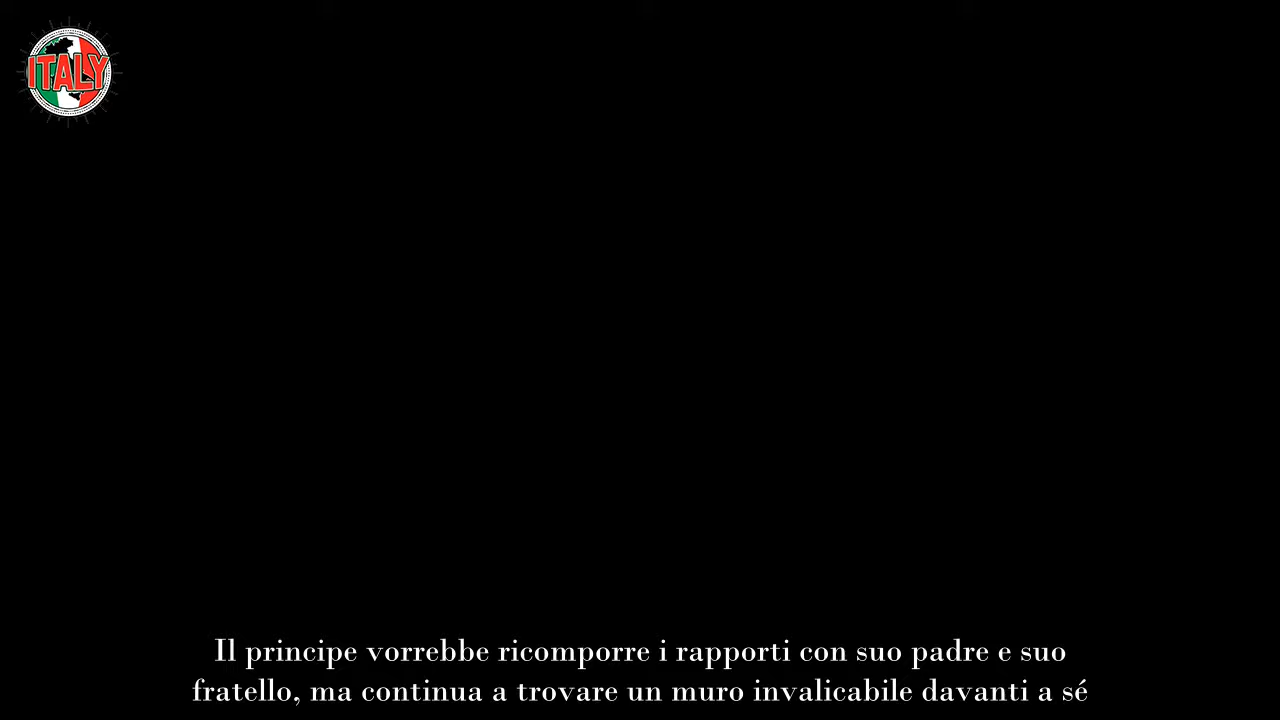 ITALY
Il principe vorrebbe ricomporre i rapporti con suo padre e suo
fratello, ma continua a trovare un muro invalicabile davanti a sé